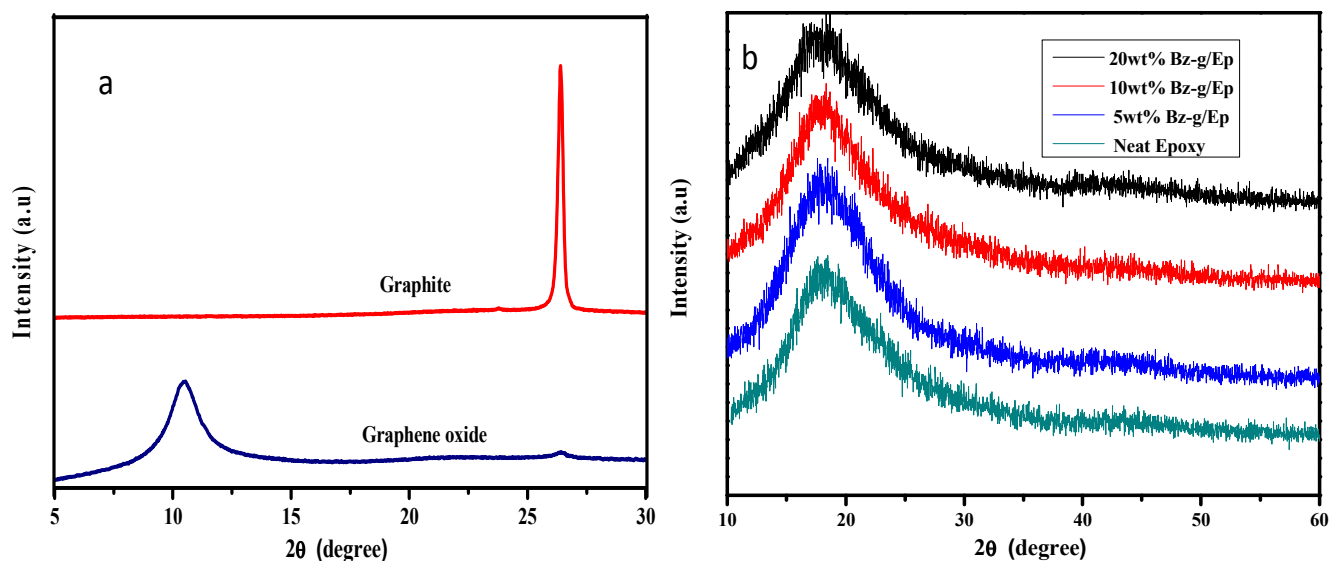 a
Graphite
Graphene oxide
Intensity (a.u)
5
10
15
20
25
30
2θ (degree)
b
20wt% Bz-g/Ep
10wt% Bz-g/Ep
5wt% Bz-g/Ep
Neat Epoxy
Intensity (a.u)
10
20
30
40
50
60
2θ (degree)